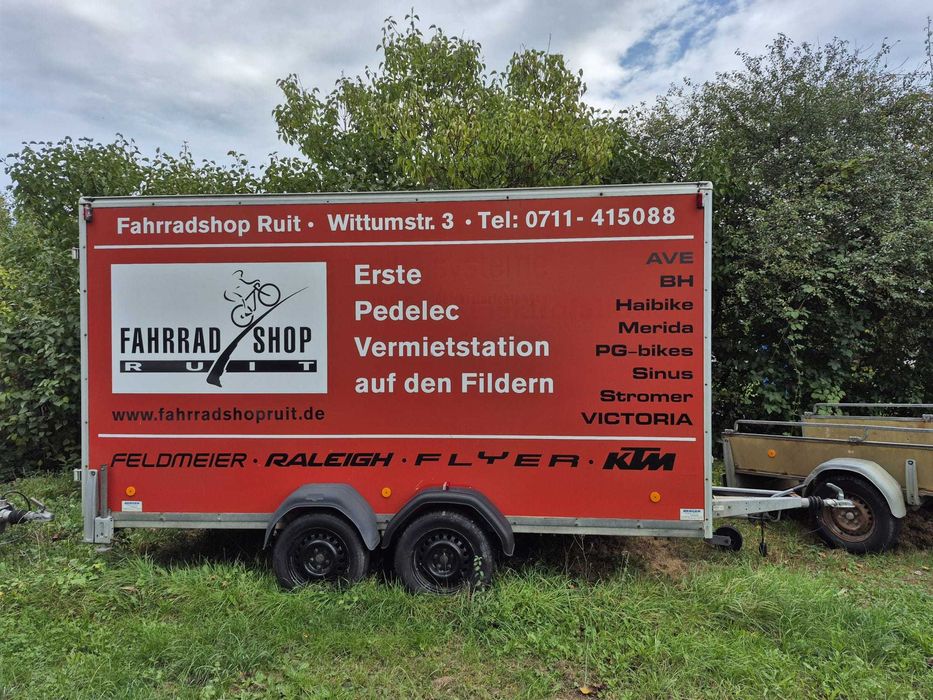 Fahrradshop Ruit · Wittumstr. 3 · Tel: 0711- 415088
FAHRRAD SHOP
RUIT
www.fahrradshopruit.de
Erste
Pedelec
Vermietstation
auf den Fildern
AVE
BH
Haibike
Merida
PG-bikes
Sinus
Stromer
VICTORIA
FELDMEIER · RALEIGH · FLYER · KTM